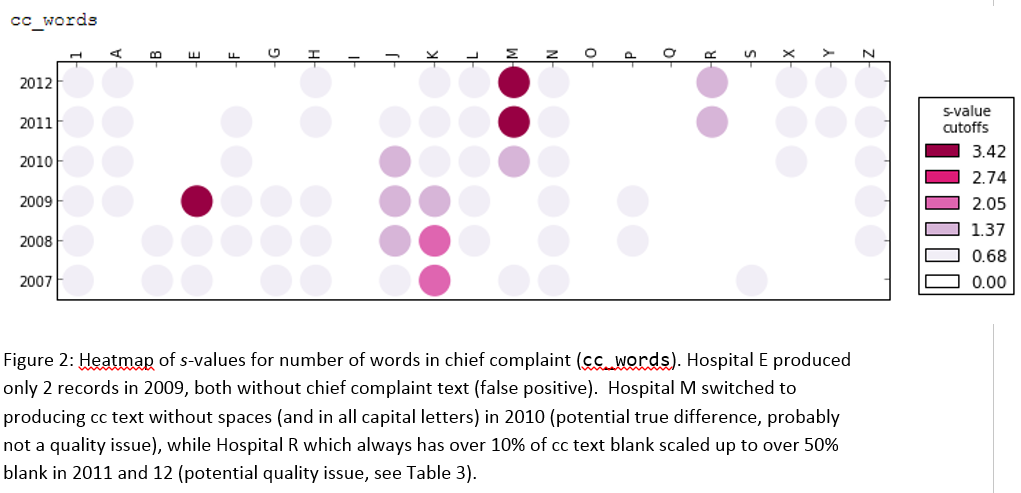 cc_words
1 A B E F G H I J K L M N O P Q R S X Y Z
2012
2011
2010
2009
2008
2007
s-value
cutoffs
3.42
2.74
2.05
1.37
0.68
0.00
Figure 2: Heatmap of s-values for number of words in chief complaint (cc_words). Hospital E produced
only 2 records in 2009, both without chief complaint text (false positive).  Hospital M switched to
producing cc text without spaces (and in all capital letters) in 2010 (potential true difference, probably
not a quality issue), while Hospital R which always has over 10% of cc text blank scaled up to over 50%
blank in 2011 and 12 (potential quality issue, see Table 3).